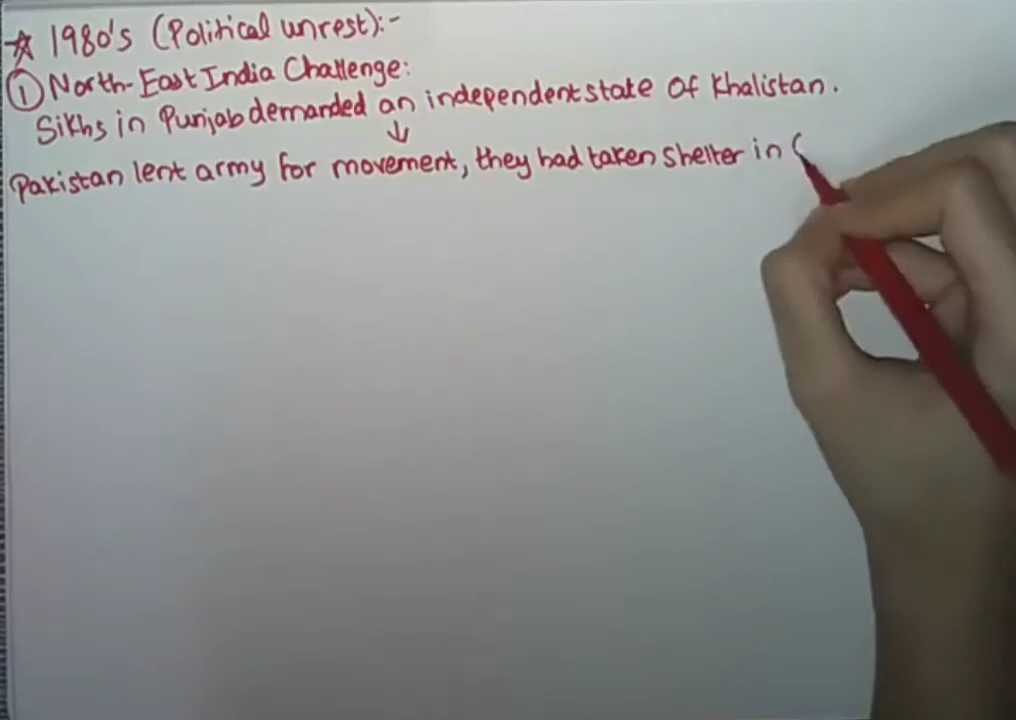 ☆ 1980's (Political unrest):-
① North-East India Challenge:
Sikhs in Punjab demanded an independent state of Khalistan.
↓
Pakistan lent army for movement, they had taken shelter in